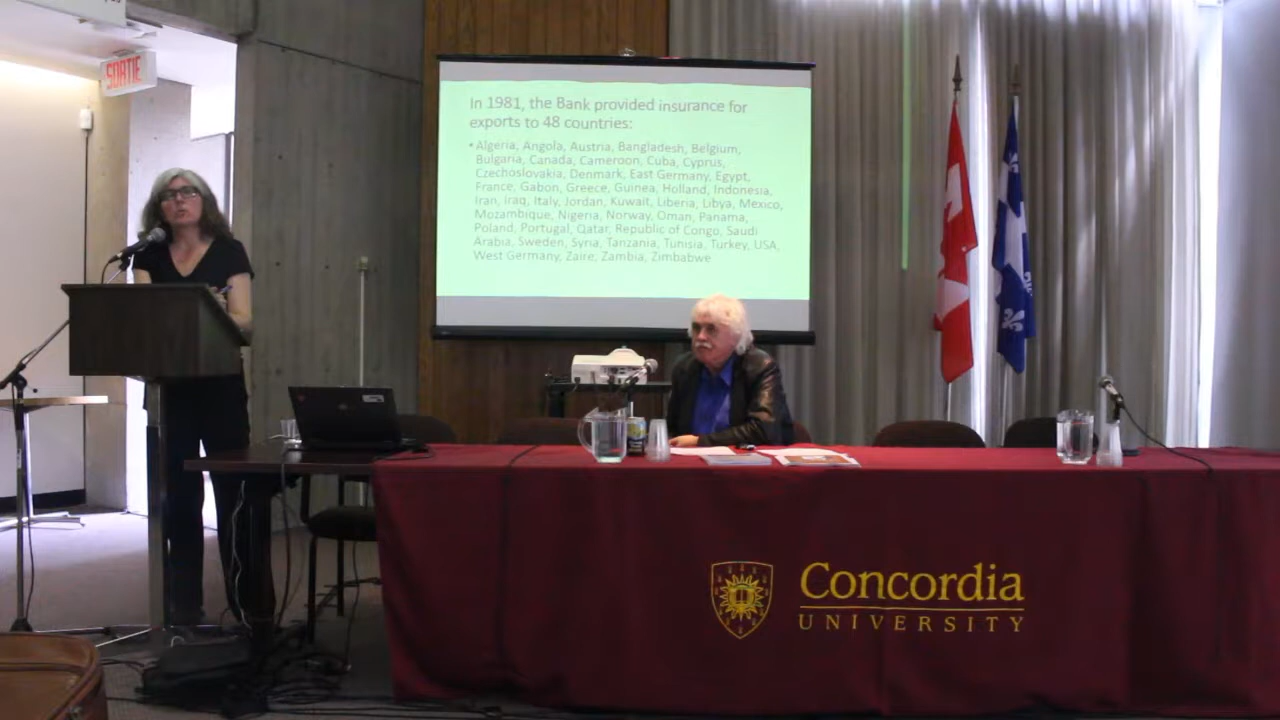 SORTIE
In 1981, the Bank provided insurance for
exports to 48 countries:
• Algeria, Angola, Austria, Bangladesh, Belgium,
Bulgaria, Canada, Cameroon, Cuba, Cyprus,
Czechoslovakia, Denmark, East Germany, Egypt,
France, Gabon, Greece, Guinea, Holland, Indonesia,
Iran, Iraq, Italy, Jordan, Kuwait, Liberia, Libya, Mexico,
Mozambique, Nigeria, Norway, Oman, Panama,
Poland, Portugal, Qatar, Republic of Congo, Saudi
Arabia, Sweden, Syria, Tanzania, Tunisia, Turkey, USA,
West Germany, Zaire, Zambia, Zimbabwe
Concordia
UNIVERSITY